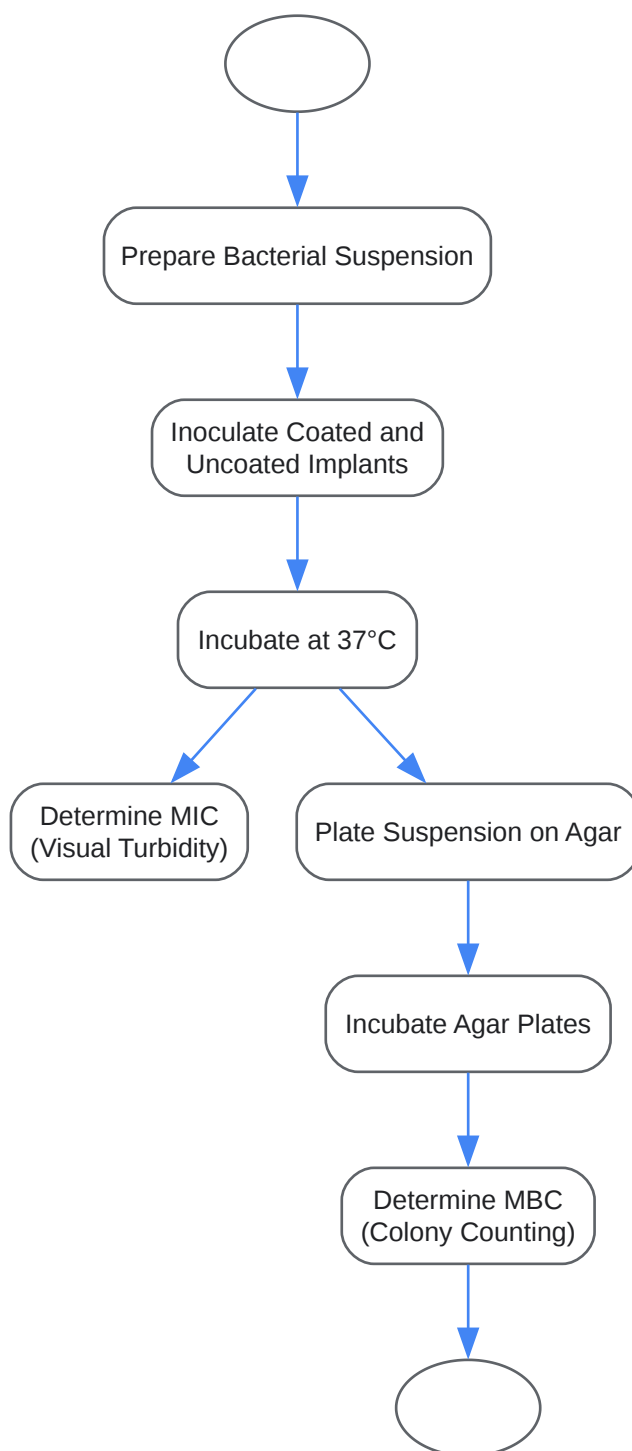 Prepare Bacterial Suspension
Inoculate Coated and
Uncoated Implants
Incubate at 37°C
Determine MIC
(Visual Turbidity)
Plate Suspension on Agar
Incubate Agar Plates
Determine MBC
(Colony Counting)